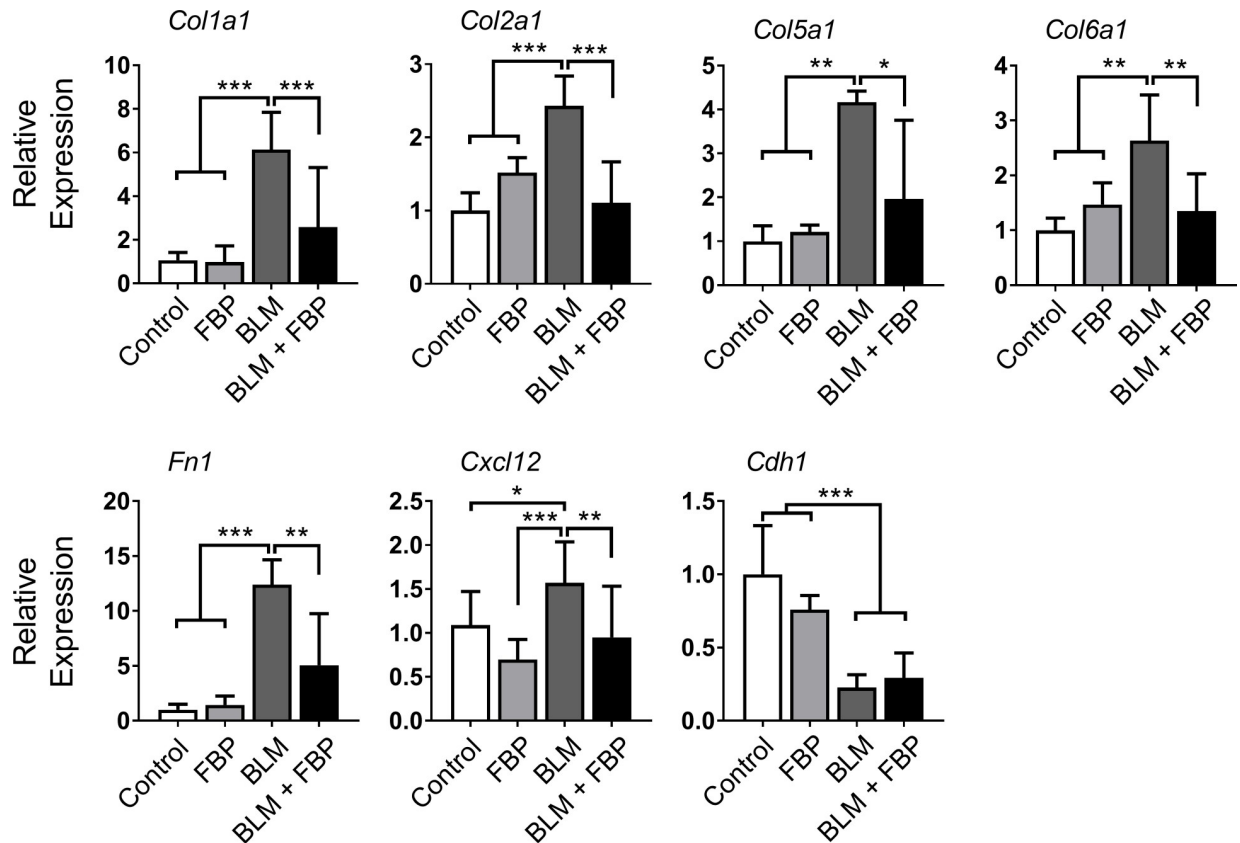 Col1a1
Col2a1
Col5a1
Col6a1
Relative
Expression
10
8
6
4
2
0
*** ***
Control
FBP
BLM
BLM + FBP
3
2
1
0
*** ***
Control
FBP
BLM
BLM + FBP
5
4
3
2
1
0
** *
Control
FBP
BLM
BLM + FBP
4
3
2
1
0
** **
Control
FBP
BLM
BLM + FBP
Fn1
Cxcl12
Cdh1
Relative
Expression
20
15
10
5
0
*** **
Control
FBP
BLM
BLM + FBP
2.5
2.0
1.5
1.0
0.5
0.0
*
*** **
Control
FBP
BLM
BLM + FBP
1.5
1.0
0.5
0.0
***
Control
FBP
BLM
BLM + FBP